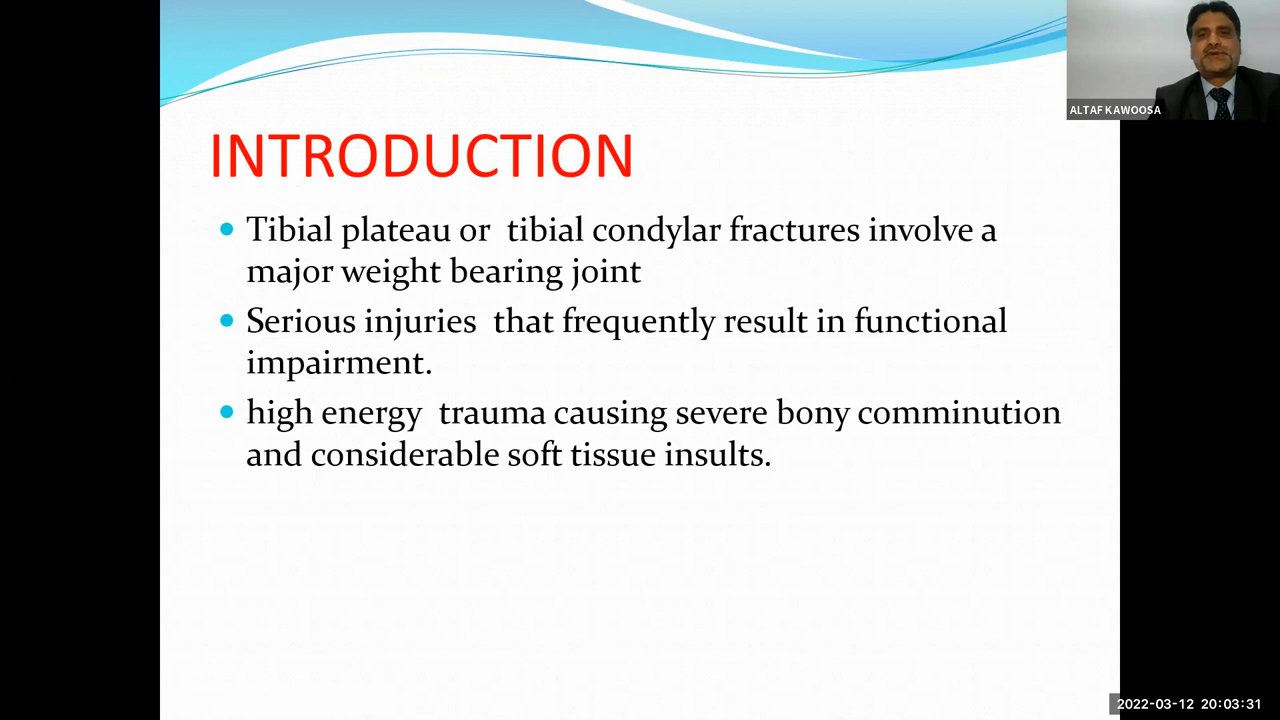 ALTAF KAWOOSA
INTRODUCTION
• Tibial plateau or  tibial condylar fractures involve a
major weight bearing joint
• Serious injuries  that frequently result in functional
impairment.
• high energy  trauma causing severe bony comminution
and considerable soft tissue insults.
2022-03-12 20:03:31